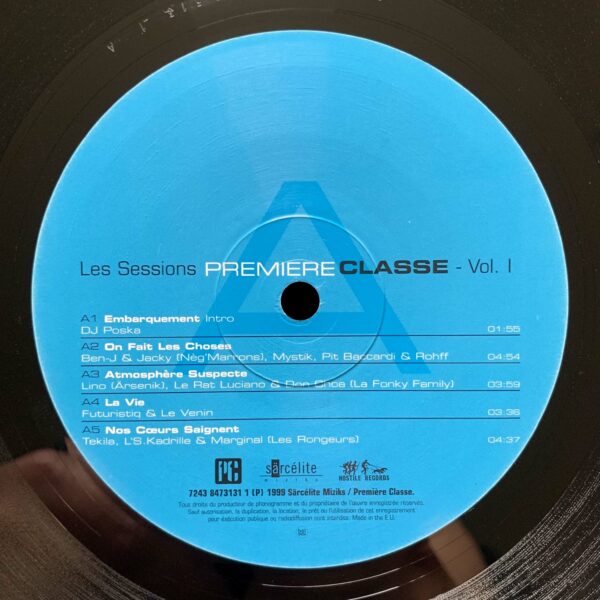 A
Les Sessions PREMIERE CLASSE - Vol. I
A1 Embarquement Intro
DJ Poska 01:55
A2 On Fait Les Choses
Ben-J & Jacky (Nég'Marrons), Mystik, Pit Baccardi & Rohff 04:54
A3 Atmosphère Suspecte
Lino (Ärsenik), Le Rat Luciano & Don Choa (La Fonky Family) 03:59
A4 La Vie
Futuristiq & Le Venin 03:36
A5 Nos Cœurs Saignent
Tekila, L'S.Kadrille & Marginal (Les Rongeurs) 04:37
PC
särcélite
miziks
HOSTILE RECORDS
7243 8473131 1 (P) 1999 Särcélite Miziks / Première Classe.
Tous droits du producteur de phonogramme et du propriétaire de l'œuvre enregistrée réservés.
Sauf autorisation, la duplication, la location, le prêt ou l'utilisation de cet enregistrement
pour exécution publique ou radiodiffusion sont interdits. Made in the E.U.